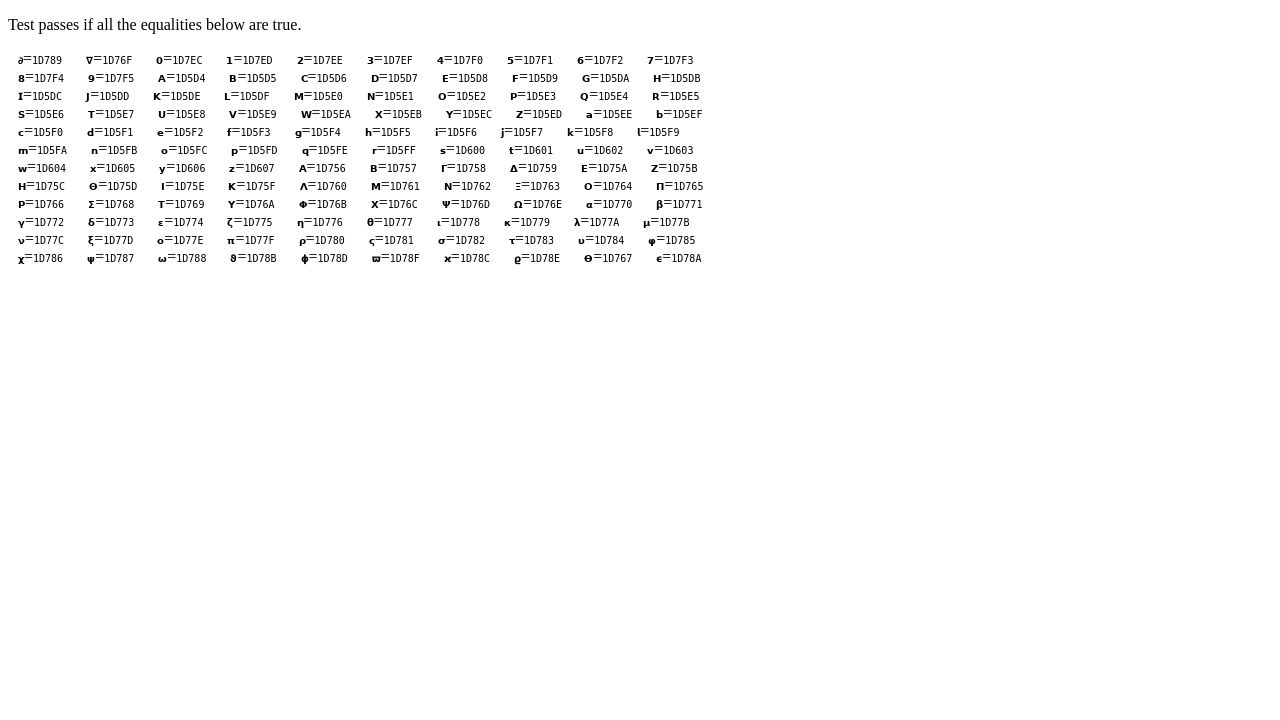 Test passes if all the equalities below are true.
∂=1D789 ∇=1D76F 0=1D7EC 1=1D7ED 2=1D7EE 3=1D7EF 4=1D7F0 5=1D7F1 6=1D7F2 7=1D7F3
8=1D7F4 9=1D7F5 A=1D5D4 B=1D5D5 C=1D5D6 D=1D5D7 E=1D5D8 F=1D5D9 G=1D5DA H=1D5DB
I=1D5DC J=1D5DD K=1D5DE L=1D5DF M=1D5E0 N=1D5E1 O=1D5E2 P=1D5E3 Q=1D5E4 R=1D5E5
S=1D5E6 T=1D5E7 U=1D5E8 V=1D5E9 W=1D5EA X=1D5EB Y=1D5EC Z=1D5ED a=1D5EE b=1D5EF
c=1D5F0 d=1D5F1 e=1D5F2 f=1D5F3 g=1D5F4 h=1D5F5 i=1D5F6 j=1D5F7 k=1D5F8 l=1D5F9
m=1D5FA n=1D5FB o=1D5FC p=1D5FD q=1D5FE r=1D5FF s=1D600 t=1D601 u=1D602 v=1D603
w=1D604 x=1D605 y=1D606 z=1D607 Α=1D756 Β=1D757 Γ=1D758 Δ=1D759 Ε=1D75A Ζ=1D75B
Η=1D75C Θ=1D75D Ι=1D75E Κ=1D75F Λ=1D760 Μ=1D761 Ν=1D762 Ξ=1D763 Ο=1D764 Π=1D765
Ρ=1D766 Σ=1D768 Τ=1D769 Υ=1D76A Φ=1D76B Χ=1D76C Ψ=1D76D Ω=1D76E α=1D770 β=1D771
γ=1D772 δ=1D773 ε=1D774 ζ=1D775 η=1D776 θ=1D777 ι=1D778 κ=1D779 λ=1D77A μ=1D77B
ν=1D77C ξ=1D77D ο=1D77E π=1D77F ρ=1D780 ς=1D781 σ=1D782 τ=1D783 υ=1D784 φ=1D785
χ=1D786 ψ=1D787 ω=1D788 ϑ=1D78B ϕ=1D78D ϖ=1D78F ϰ=1D78C ϱ=1D78E ϴ=1D767 ϵ=1D78A